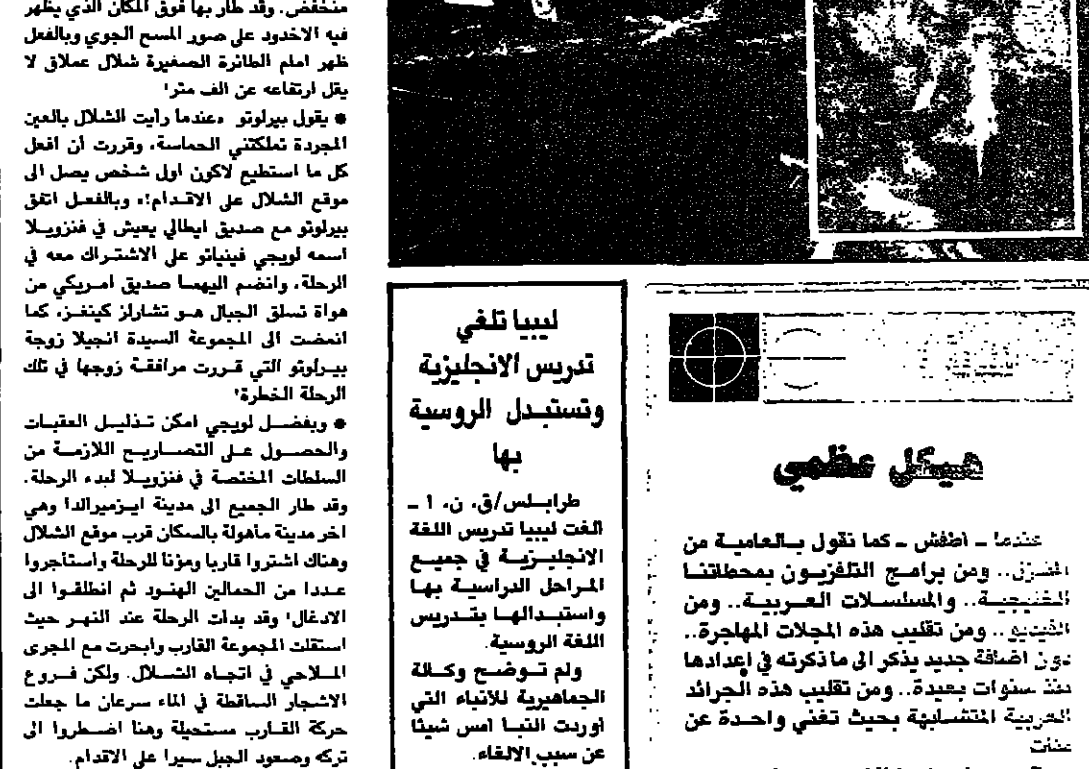 هيكل عظمي
عندما ــ اطفش ــ كما نقول بالعامية من
المنزل.. ومن برامج التلفزيون بمحطاتنا
الخليجية.. والمسلسلات العربية.. ومن
الفيديو.. ومن تقليب هذه المجلات المهاجرة..
دون اضافة جديد يذكر الى ما ذكرته في إعدادها
منذ سنوات بعيدة.. ومن تقليب هذه الجرائد
العربية المتشابهة بحيث تغني واحدة عن
مئات
ليبيا تلغي
تدريس الانجليزية
وتستبدل الروسية
بها
طرابلس/ق، ن، ا ــ
الغت ليبيا تدريس اللغة
الانجليزية في جميع
المراحل الدراسية بها
واستبدالها بتدريس
اللغة الروسية.
ولم توضح وكالة
الجماهيرية للأنباء التي
اوردت النبا امس شيئا
عن سبب الالغاء.
منخفض. وقد طار بها فوق المكان الذي يظهر
فيه الاخدود على صور المسح الجوي وبالفعل
ظهر امام الطائرة الصغيرة شلال عملاق لا
يقل ارتفاعه عن الف متر!
● يقول بيرلوتو «عندما رأيت الشلال بالعين
المجردة تملكتني الحماسة، وقررت أن افعل
كل ما استطيع لاكون اول شخص يصل الى
موقع الشلال على الاقدام!» وبالفعل اتفق
بيرلوتو مع صديق ايطالي يعيش في فنزويلا
اسمه لويجي فينياتو على الاشتراك معه في
الرحلة، وانضم اليهما صديق امريكي من
هواة تسلق الجبال هو تشارلز كينغز، كما
انمضت الى المجموعة السيدة انجيلا زوجة
بيرلوتو التي قررت مرافقة زوجها في تلك
الرحلة الخطرة!
● وبفضل لويجي امكن تذليل العقبات
والحصول على التصاريح اللازمة من
السلطات المختصة في فنزويلا لبدء الرحلة.
وقد طار الجميع الى مدينة ايزميرالدا وهي
اخر مدينة مأهولة بالسكان قرب موقع الشلال
وهناك اشتروا قاربا ومؤنا للرحلة واستأجروا
عددا من الحمالين الهنود ثم انطلقوا الى
الادغال! وقد بدات الرحلة عند النهر حيث
استقلت المجموعة القارب وابحرت مع المجرى
الملاحي في اتجاه الشلال. ولكن فروع
الاشجار الساقطة في الماء سرعان ما جعلت
حركة القارب مستحيلة وهنا اضطروا الى
تركه وصعود الجبل سيرا على الاقدام.